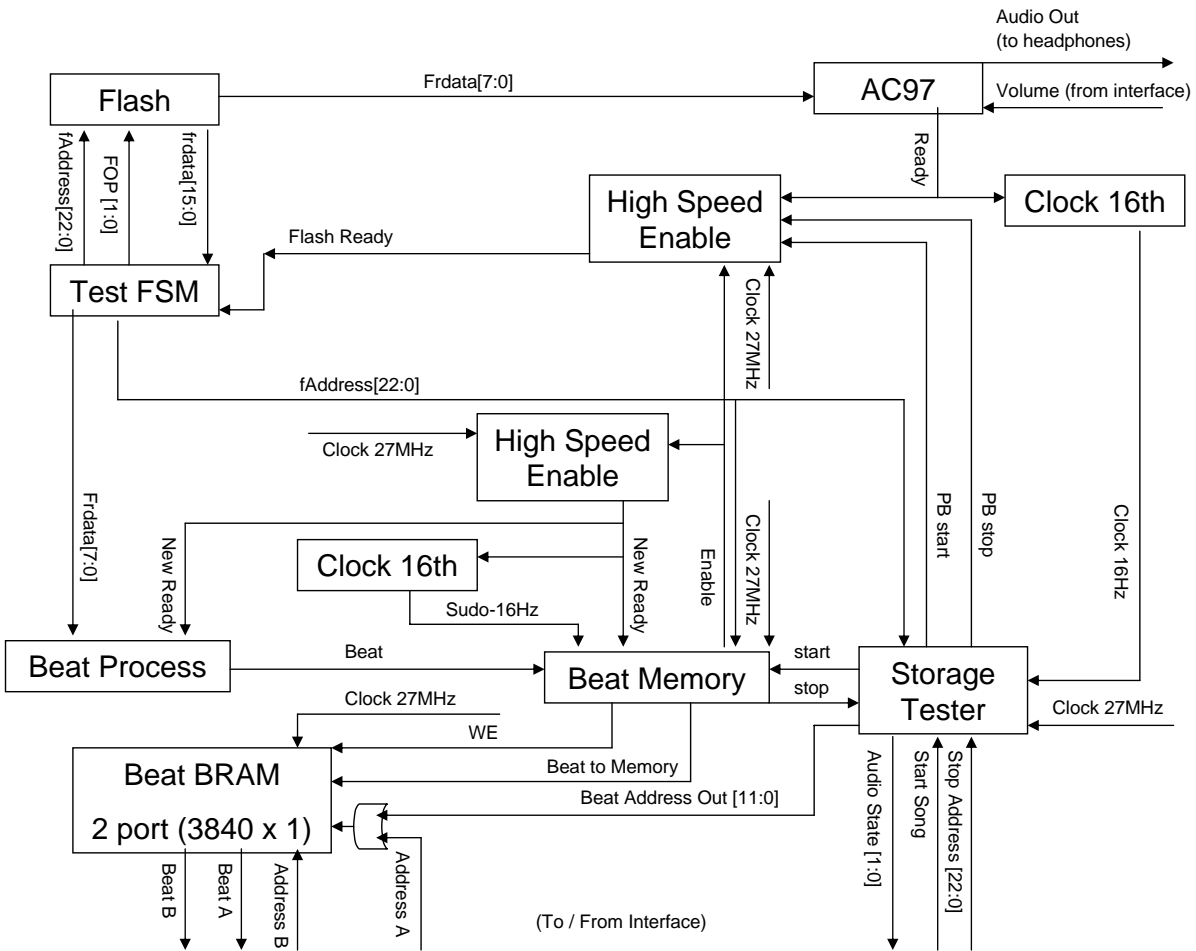 Audio Out
(to headphones)
Frdata[7:0]
Flash
AC97
Volume (from interface)
fAddress[22:0]
FOP [1:0]
frdata[15:0]
Ready
High Speed
Enable
Clock 16th
Flash Ready
Test FSM
Clock 27MHz
fAddress[22:0]
High Speed
Enable
Clock 27MHz
Frdata[7:0]
New Ready
Clock 16th
New Ready
Enable
Clock 27MHz
PB start
PB stop
Clock 16Hz
Sudo-16Hz
Beat Process
Beat
Beat Memory
start
stop
Storage
Tester
Clock 27MHz
Clock 27MHz
WE
Beat to Memory
Beat Address Out [11:0]
Beat BRAM
2 port (3840 x 1)
Beat B
Beat A
Address B
Address A
Audio State [1:0]
Start Song
Stop Address [22:0]
(To / From Interface)